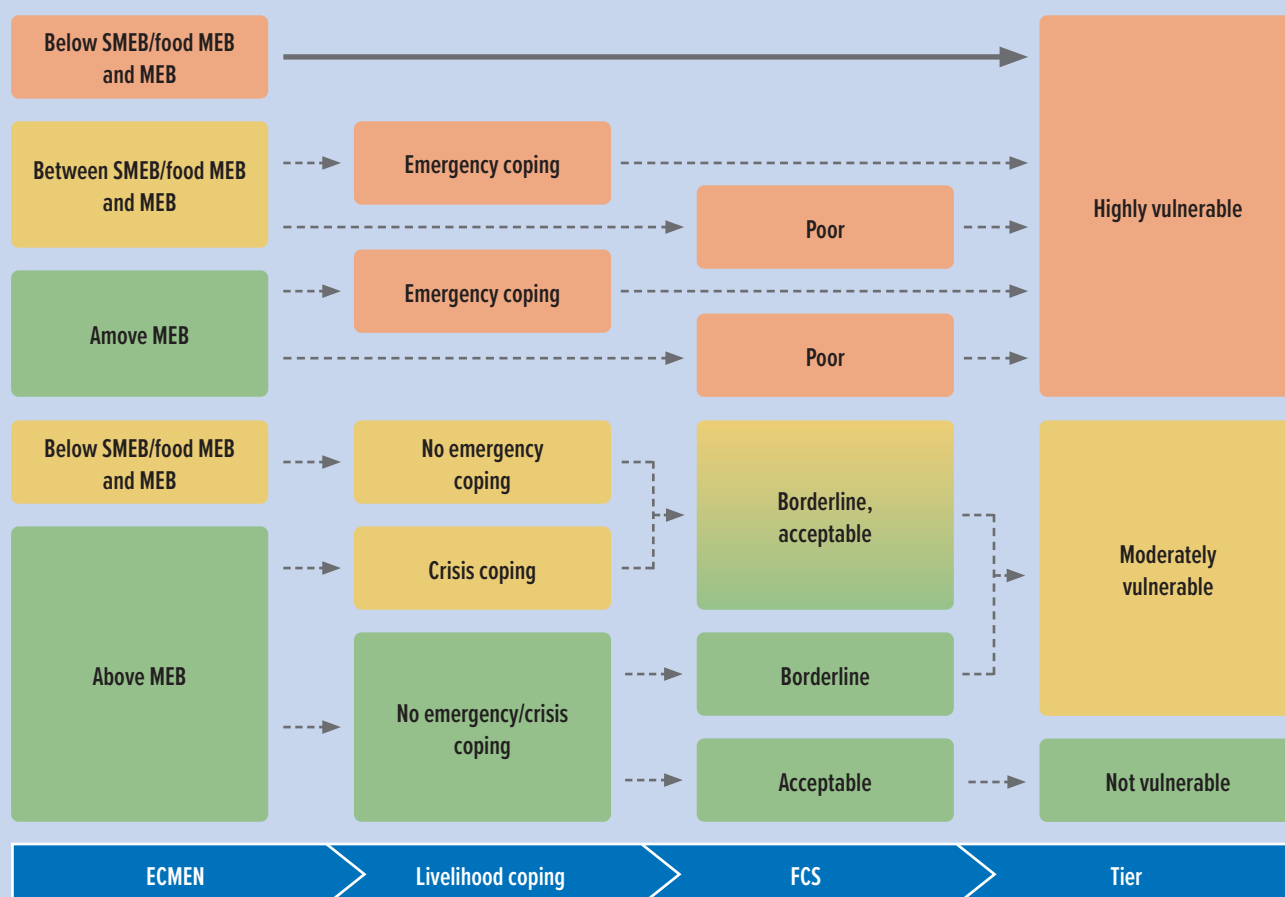 Below SMEB/food MEB
and MEB
Between SMEB/food MEB
and MEB
Emergency coping
Poor
Highly vulnerable
Emergency coping
Amove MEB
Poor
Below SMEB/food MEB
and MEB
No emergency
coping
Borderline,
acceptable
Crisis coping
Moderately
vulnerable
Above MEB
No emergency/crisis
coping
Borderline
Acceptable
Not vulnerable
ECMEN
Livelihood coping
FCS
Tier